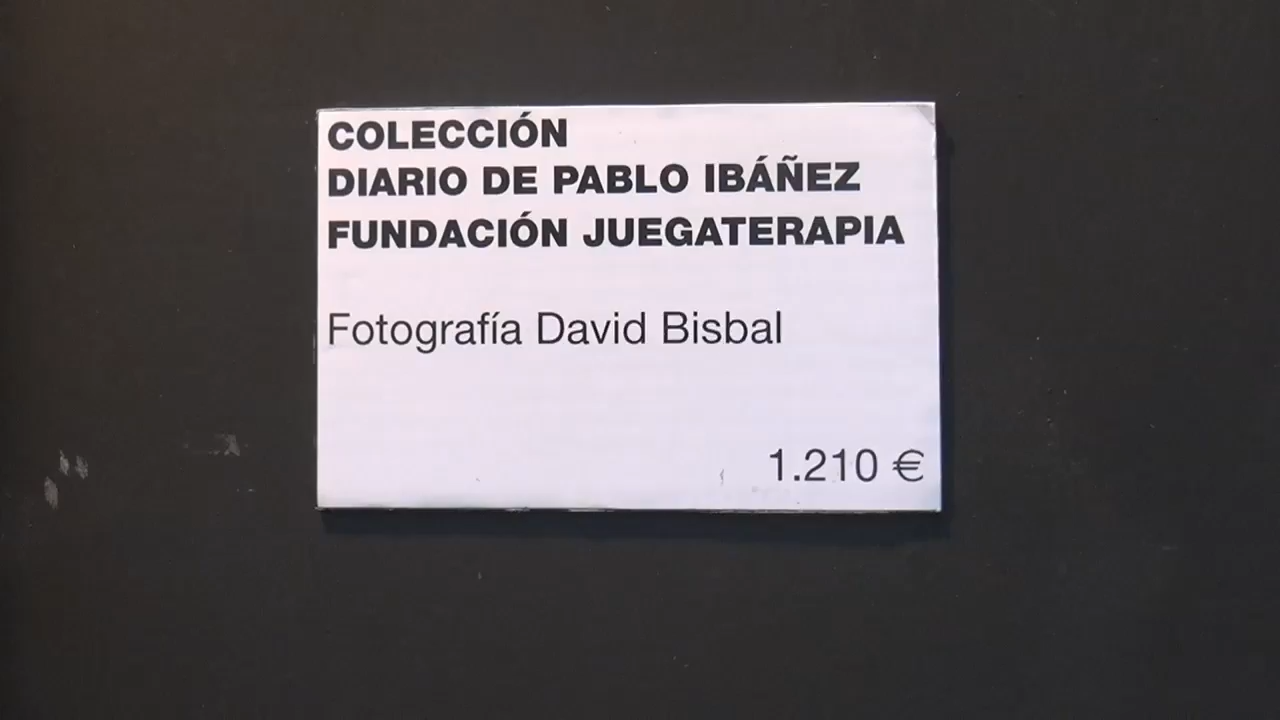 COLECCIÓN
DIARIO DE PABLO IBÁÑEZ
FUNDACIÓN JUEGATERAPIA
Fotografía David Bisbal
1.210 €